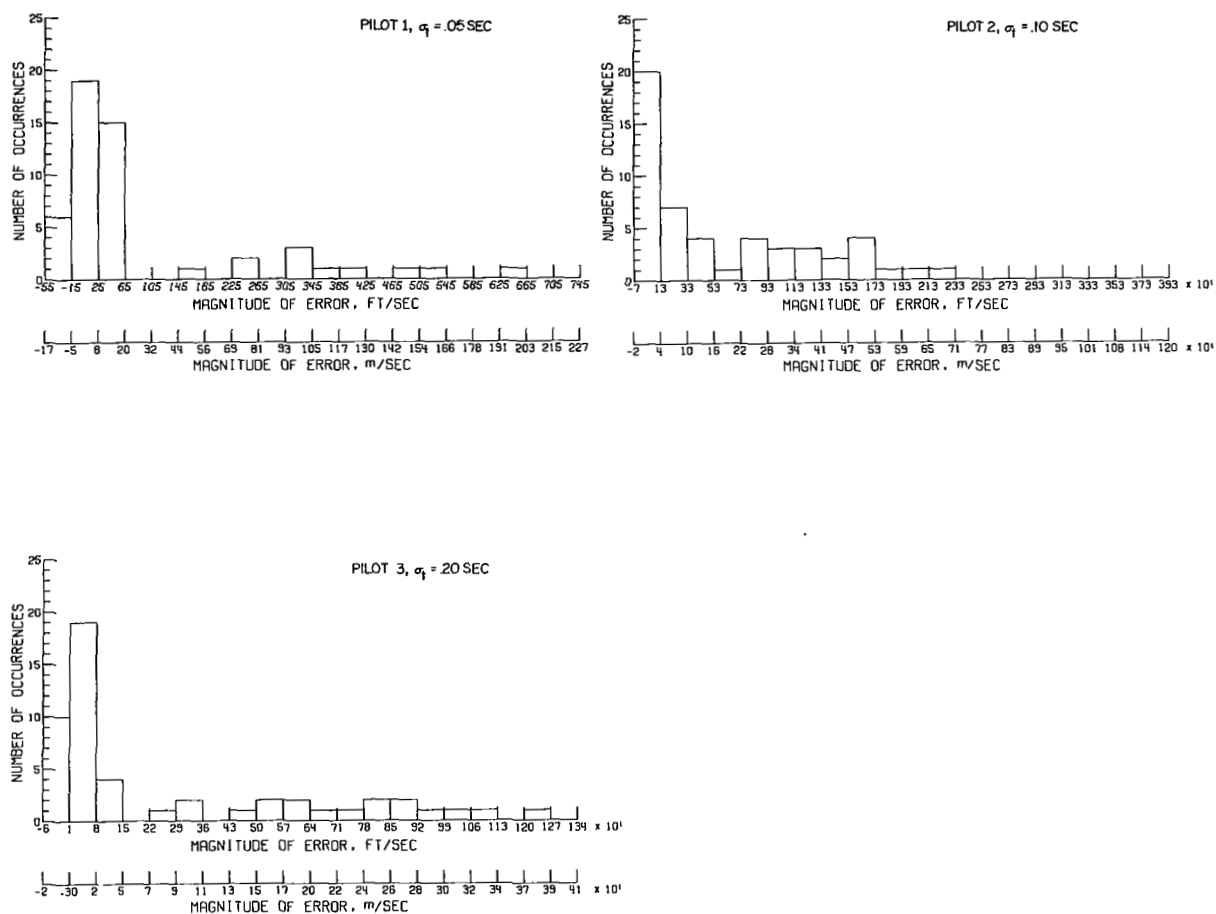 PILOT 1, σt = .05 SEC
25
20
15
10
5
0
NUMBER OF OCCURRENCES
-55 -15 25 65 105 145 185 225 265 305 345 385 425 465 505 545 585 625 665 705 745
MAGNITUDE OF ERROR, FT/SEC
-17 -5 8 20 32 44 56 69 81 93 105 117 130 142 154 166 178 191 203 215 227
MAGNITUDE OF ERROR, m/SEC
PILOT 2, σt = .10 SEC
25
20
15
10
5
0
NUMBER OF OCCURRENCES
-7 13 33 53 73 93 113 133 153 173 193 213 233 253 273 293 313 333 353 373 393 x 10¹
MAGNITUDE OF ERROR, FT/SEC
-2 4 10 16 22 28 34 41 47 53 59 65 71 77 83 89 95 101 108 114 120 x 10¹
MAGNITUDE OF ERROR, m/SEC
PILOT 3, σt = .20 SEC
25
20
15
10
5
0
NUMBER OF OCCURRENCES
-6 1 8 15 22 29 36 43 50 57 64 71 78 85 92 99 106 113 120 127 134 x 10¹
MAGNITUDE OF ERROR, FT/SEC
-2 .30 2 5 7 9 11 13 15 17 20 22 24 26 28 30 32 34 37 39 41 x 10¹
MAGNITUDE OF ERROR, m/SEC